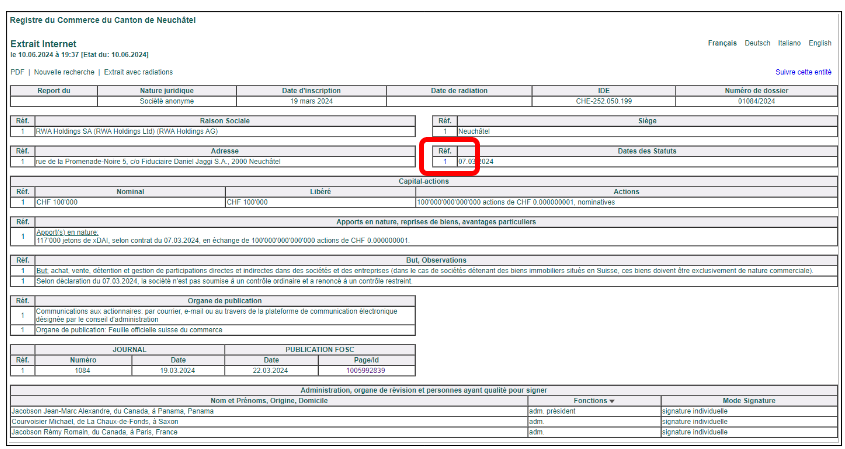 Registre du Commerce du Canton de Neuchâtel
Extrait Internet
Français Deutsch Italiano English
le 10.06.2024 à 19:37 [Etat du: 10.06.2024]
PDF | Nouvelle recherche | Extrait avec radiations
Suivre cette entité
Report du Nature juridique Date d'inscription Date de radiation IDE Numéro de dossier
Société anonyme 19 mars 2024 CHE-252.050.199 01084/2024
Réf. Raison Sociale
1 RWA Holdings SA (RWA Holdings Ltd) (RWA Holdings AG)
Réf. Siège
1 Neuchâtel
Réf. Adresse
1 rue de la Promenade-Noire 5, c/o Fiduciaire Daniel Jaggi S.A., 2000 Neuchâtel
Réf. Dates des Statuts
1 07.03.2024
Capital-actions
Réf. Nominal Libéré Actions
1 CHF 100'000 CHF 100'000 100'000'000'000'000 actions de CHF 0.000000001, nominatives
Réf. Apports en nature, reprises de biens, avantages particuliers
1 Apport(s) en nature:
117'000 jetons de xDAI, selon contrat du 07.03.2024, en échange de 100'000'000'000'000 actions de CHF 0.000000001.
Réf. But, Observations
1 But: achat, vente, détention et gestion de participations directes et indirectes dans des sociétés et des entreprises (dans le cas de sociétés détenant des biens immobiliers situés en Suisse, ces biens doivent être exclusivement de nature commerciale).
1 Selon déclaration du 07.03.2024, la société n'est pas soumise à un contrôle ordinaire et a renoncé à un contrôle restreint.
Réf. Organe de publication
1 Communications aux actionnaires: par courrier, e-mail ou au travers de la plateforme de communication électronique
désignée par le conseil d'administration
1 Organe de publication: Feuille officielle suisse du commerce
JOURNAL PUBLICATION FOSC
Réf. Numéro Date Date Page/Id
1 1084 19.03.2024 22.03.2024 1005992839
Administration, organe de révision et personnes ayant qualité pour signer
Nom et Prénoms, Origine, Domicile Fonctions Mode Signature
Jacobson Jean-Marc Alexandre, du Canada, à Panama, Panama adm. président signature individuelle
Courvoisier Michaël, de La Chaux-de-Fonds, à Saxon adm. signature individuelle
Jacobson Rémy Romain, du Canada, à Paris, France adm. signature individuelle